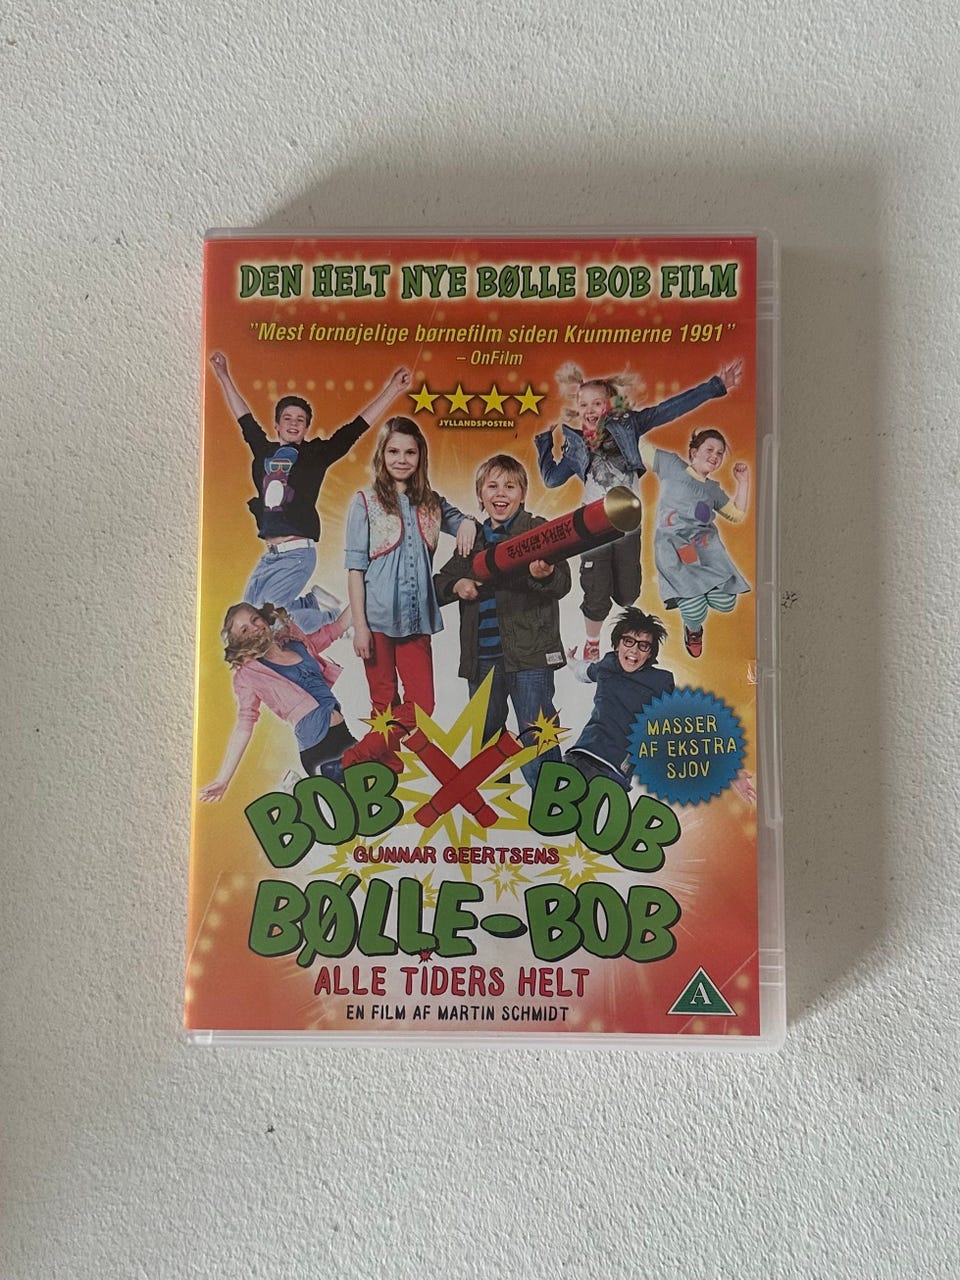 DEN HELT NYE BØLLE BOB FILM
"Mest fornøjelige børnefilm siden Krummerne 1991"
– OnFilm
JYLLANDSPOSTEN
MASSER
AF EKSTRA
SJOV
BOB BOB
GUNNAR GEERTSENS
BØLLE-BOB
ALLE TIDERS HELT
EN FILM AF MARTIN SCHMIDT
A